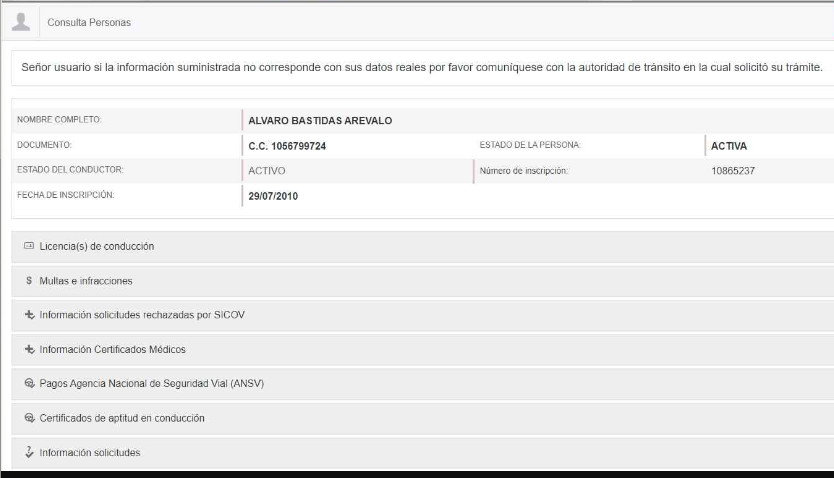 Consulta Personas
Señor usuario si la información suministrada no corresponde con sus datos reales por favor comuníquese con la autoridad de tránsito en la cual solicitó su trámite.
NOMBRE COMPLETO: ALVARO BASTIDAS AREVALO
DOCUMENTO: C.C. 1056799724 ESTADO DE LA PERSONA: ACTIVA
ESTADO DEL CONDUCTOR: ACTIVO Número de inscripción: 10865237
FECHA DE INSCRIPCIÓN: 29/07/2010
Licencia(s) de conducción
$ Multas e infracciones
Información solicitudes rechazadas por SICOV
Información Certificados Médicos
Pagos Agencia Nacional de Seguridad Vial (ANSV)
Certificados de aptitud en conducción
Información solicitudes